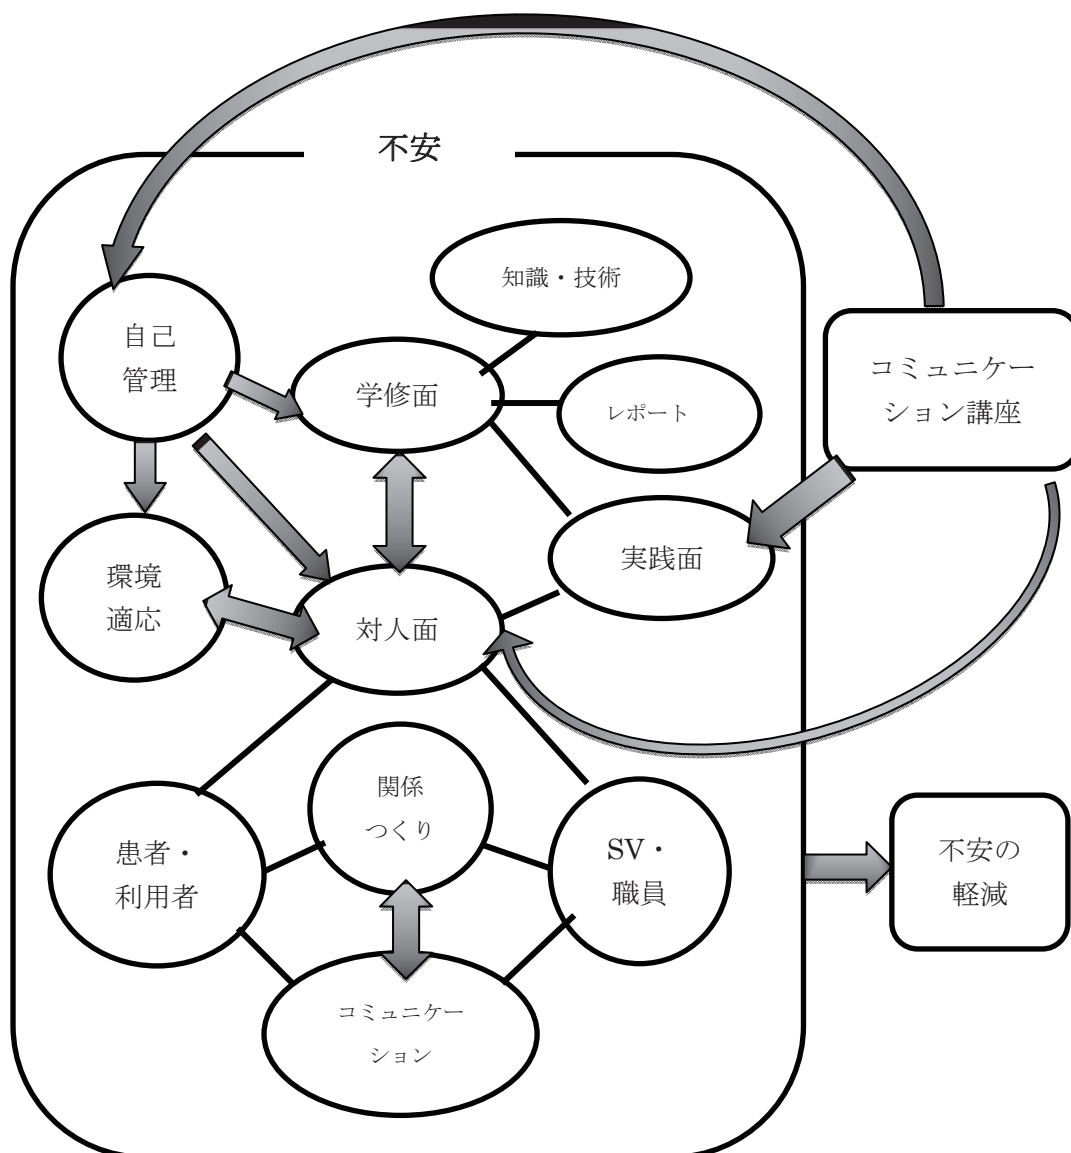 不安
知識・技術
自己
管理
学修面
レポート
コミュニケー
ション講座
実践面
環境
適応
対人面
関係
つくり
患者・
利用者
SV・
職員
不安の
軽減
コミュニケー
ション